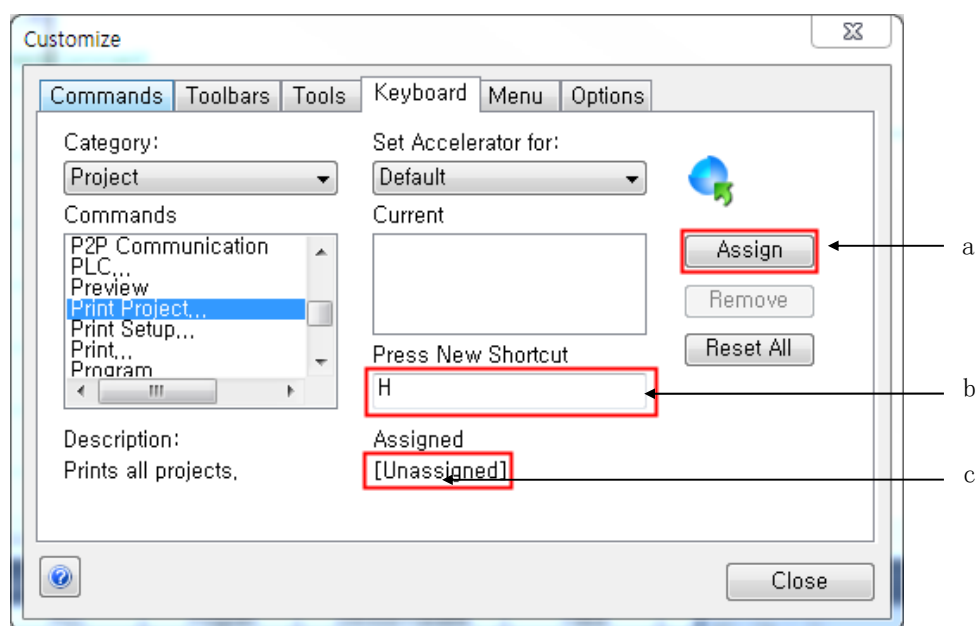 Customize
Commands Toolbars Tools Keyboard Menu Options
Category:
Project
Commands
P2P Communication
PLC...
Preview
Print Project...
Print Setup...
Print...
Program
Description:
Prints all projects.
Set Accelerator for:
Default
Current
Press New Shortcut
H
Assigned
[Unassigned]
Assign
Remove
Reset All
Close
a
b
c